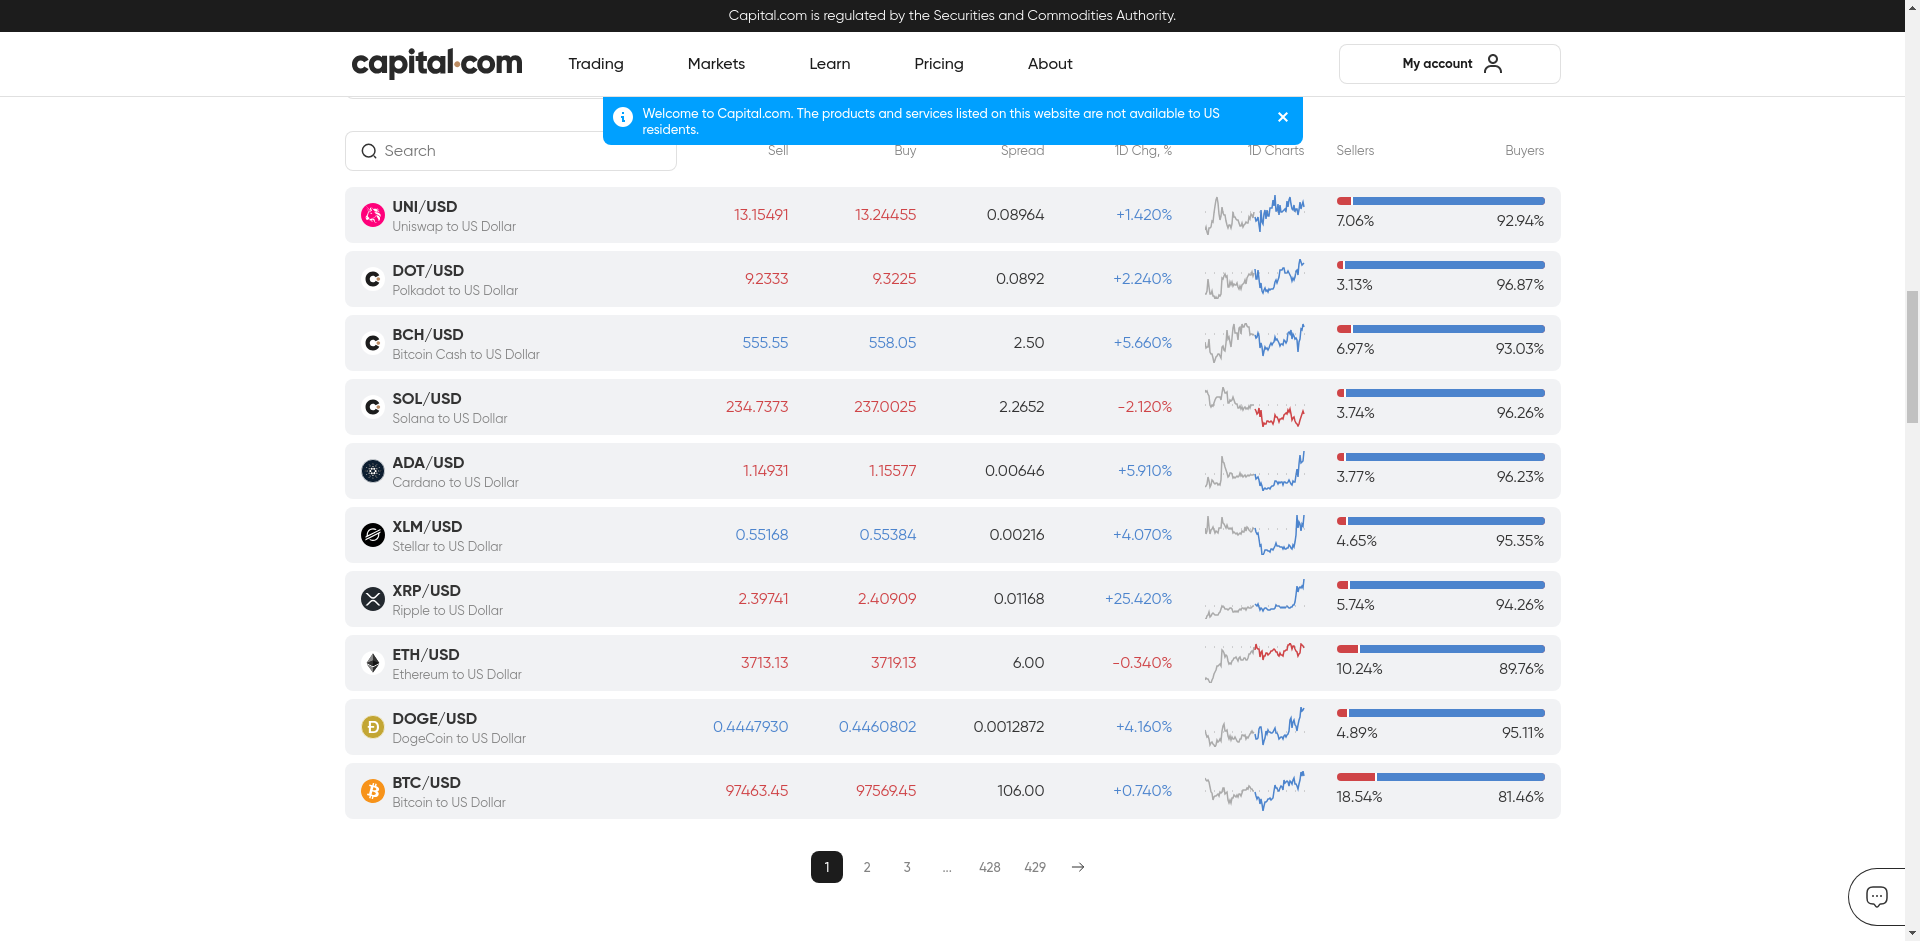 Capital.com is regulated by the Securities and Commodities Authority.
capital.com
Trading
Markets
Learn
Pricing
About
My account
Welcome to Capital.com. The products and services listed on this website are not available to US
residents.
Search
Sell
Buy
Spread
1D Chg, %
1D Charts
Sellers
Buyers
UNI/USD
Uniswap to US Dollar
13.15491
13.24455
0.08964
+1.420%
7.06%
92.94%
DOT/USD
Polkadot to US Dollar
9.2333
9.3225
0.0892
+2.240%
3.13%
96.87%
BCH/USD
Bitcoin Cash to US Dollar
555.55
558.05
2.50
+5.660%
6.97%
93.03%
SOL/USD
Solana to US Dollar
234.7373
237.0025
2.2652
-2.120%
3.74%
96.26%
ADA/USD
Cardano to US Dollar
1.14931
1.15577
0.00646
+5.910%
3.77%
96.23%
XLM/USD
Stellar to US Dollar
0.55168
0.55384
0.00216
+4.070%
4.65%
95.35%
XRP/USD
Ripple to US Dollar
2.39741
2.40909
0.01168
+25.420%
5.74%
94.26%
ETH/USD
Ethereum to US Dollar
3713.13
3719.13
6.00
-0.340%
10.24%
89.76%
DOGE/USD
DogeCoin to US Dollar
0.4447930
0.4460802
0.0012872
+4.160%
4.89%
95.11%
BTC/USD
Bitcoin to US Dollar
97463.45
97569.45
106.00
+0.740%
18.54%
81.46%
1
2
3
...
428
429